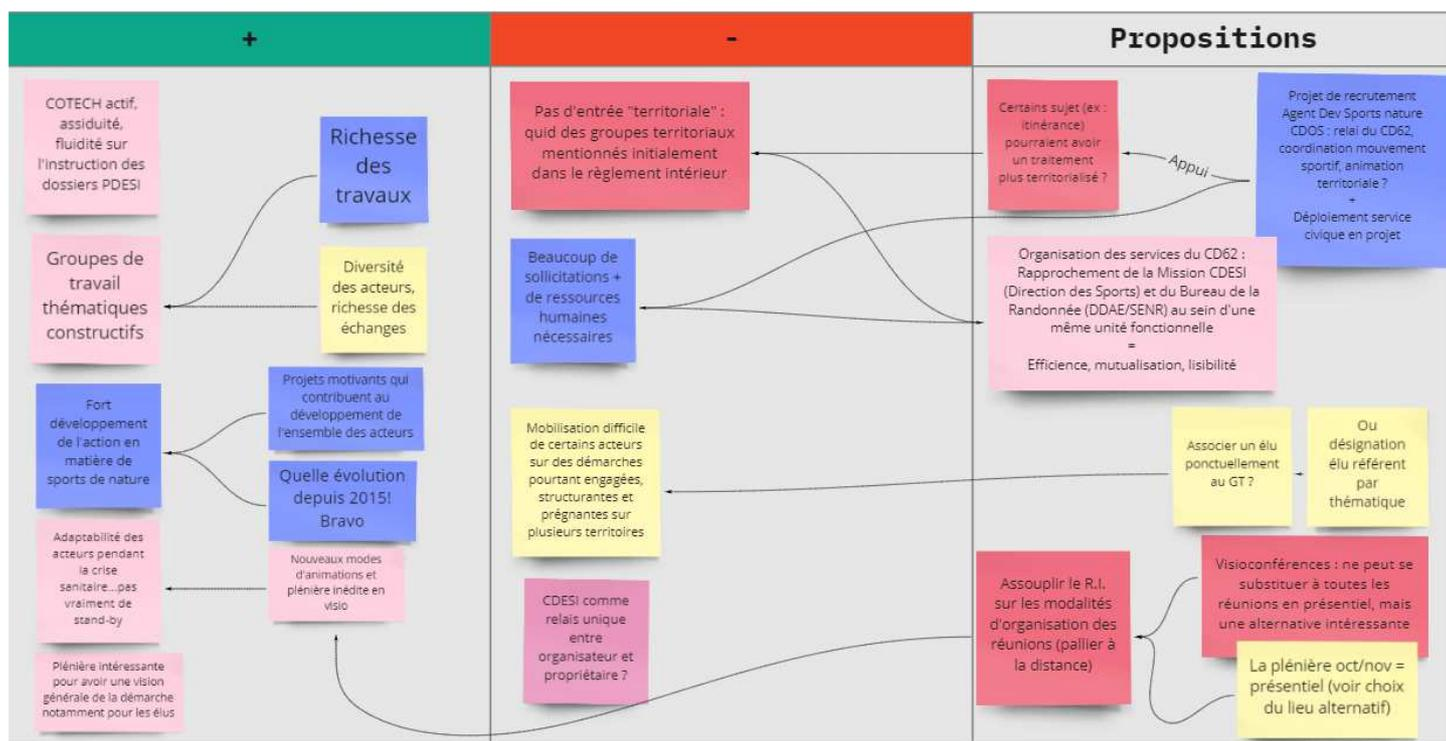 +
-
Propositions
COTECH actif,
assiduité,
fluidité sur
l'instruction des
dossiers PDESI
Richesse
des
travaux
Groupes de
travail
thématiques
constructifs
Diversité
des acteurs,
richesse des
échanges
Fort
développement
de l'action en
matière de
sports de nature
Projets motivants qui
contribuent au
développement de
l'ensemble des acteurs
Quelle évolution
depuis 2015!
Bravo
Adaptabilité des
acteurs pendant
la crise
sanitaire...pas
vraiment de
stand-by
Nouveaux modes
d'animations et
plénière inédite en
visio
Plénière intéressante
pour avoir une vision
générale de la démarche
notamment pour les élus
Pas d'entrée "territoriale" :
quid des groupes territoriaux
mentionnés initialement
dans le règlement intérieur
Beaucoup de
sollicitations +
de ressources
humaines
nécessaires
Mobilisation difficile
de certains acteurs
sur des démarches
pourtant engagées,
structurantes et
prégnantes sur
plusieurs territoires
CDESI comme
relais unique
entre
organisateur et
propriétaire ?
Certains sujet (ex :
itinérance)
pourraient avoir
un traitement
plus territorialisé ?
Appui
Projet de recrutement
Agent Dev Sports nature
CDOS : relai du CD62,
coordination mouvement
sportif, animation
territoriale ?
+
Déploiement service
civique en projet
Organisation des services du CD62 :
Rapprochement de la Mission CDESI
(Direction des Sports) et du Bureau de la
Randonnée (DDAE/SENR) au sein d'une
même unité fonctionnelle
=
Efficience, mutualisation, lisibilité
Associer un élu
ponctuellement
au GT ?
Ou
désignation
élu référent
par
thématique
Assouplir le R.I.
sur les modalités
d'organisation des
réunions (pallier à
la distance)
Visioconférences : ne peut se
substituer à toutes les
réunions en présentiel, mais
une alternative intéressante
La plénière oct/nov =
présentiel (voir choix
du lieu alternatif)